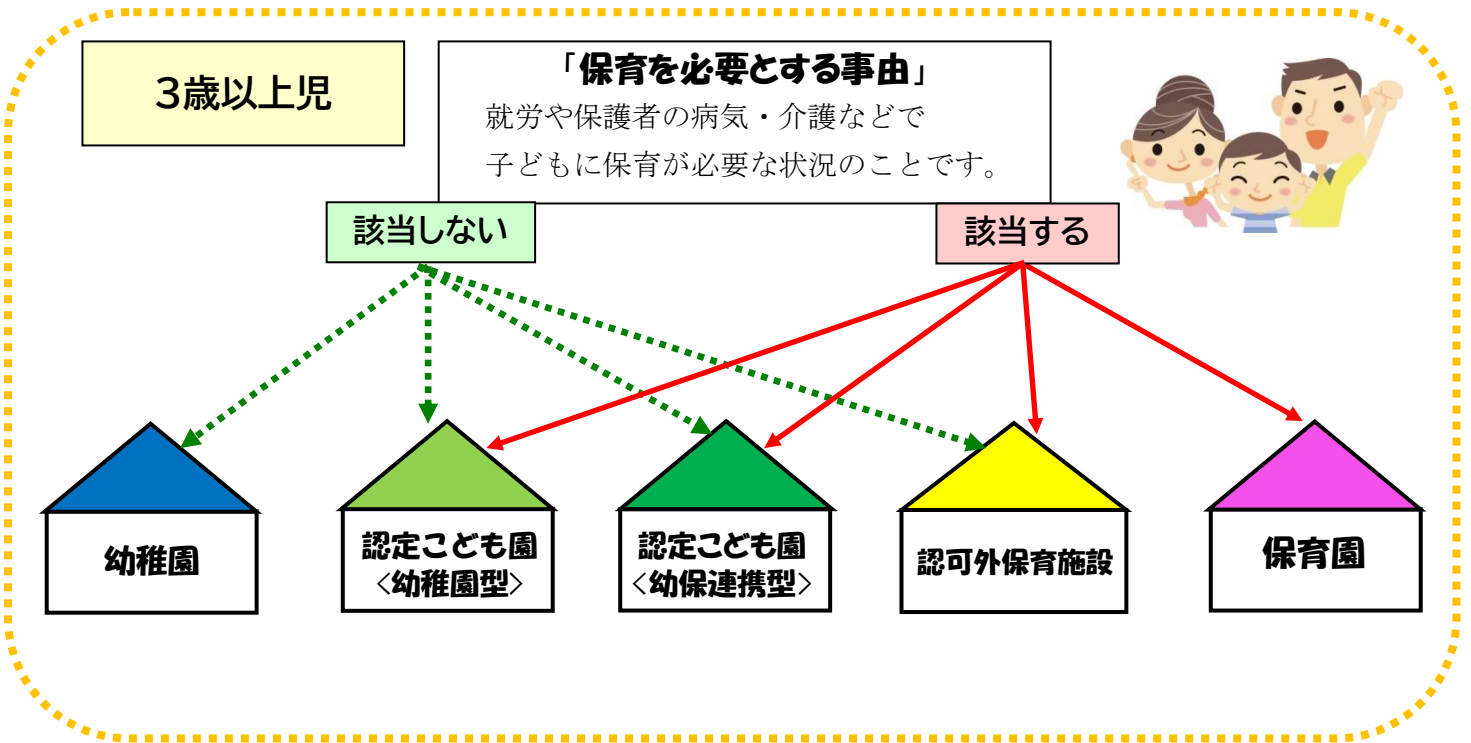 3歳以上児
「保育を必要とする事由」
就労や保護者の病気・介護などで
子どもに保育が必要な状況のことです。
該当しない
該当する
幼稚園
認定こども園
<幼稚園型>
認定こども園
<幼保連携型>
認可外保育施設
保育園